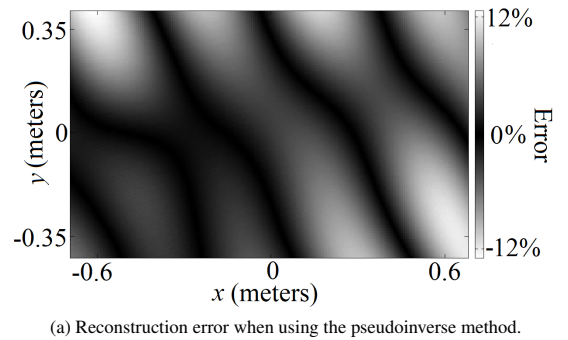 0.35
0
-0.35
y (meters)
-0.6
0
0.6
x (meters)
12%
0%
-12%
Error
(a) Reconstruction error when using the pseudoinverse method.